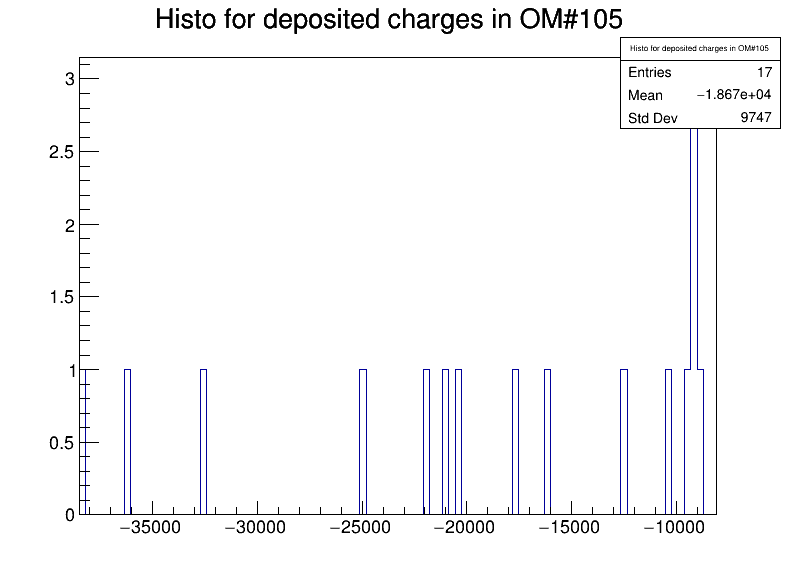 Histo for deposited charges in OM#105
Histo for deposited charges in OM#105
Entries 17
Mean −1.867e+04
Std Dev 9747
3
2.5
2
1.5
1
0.5
0
−35000 −30000 −25000 −20000 −15000 −10000